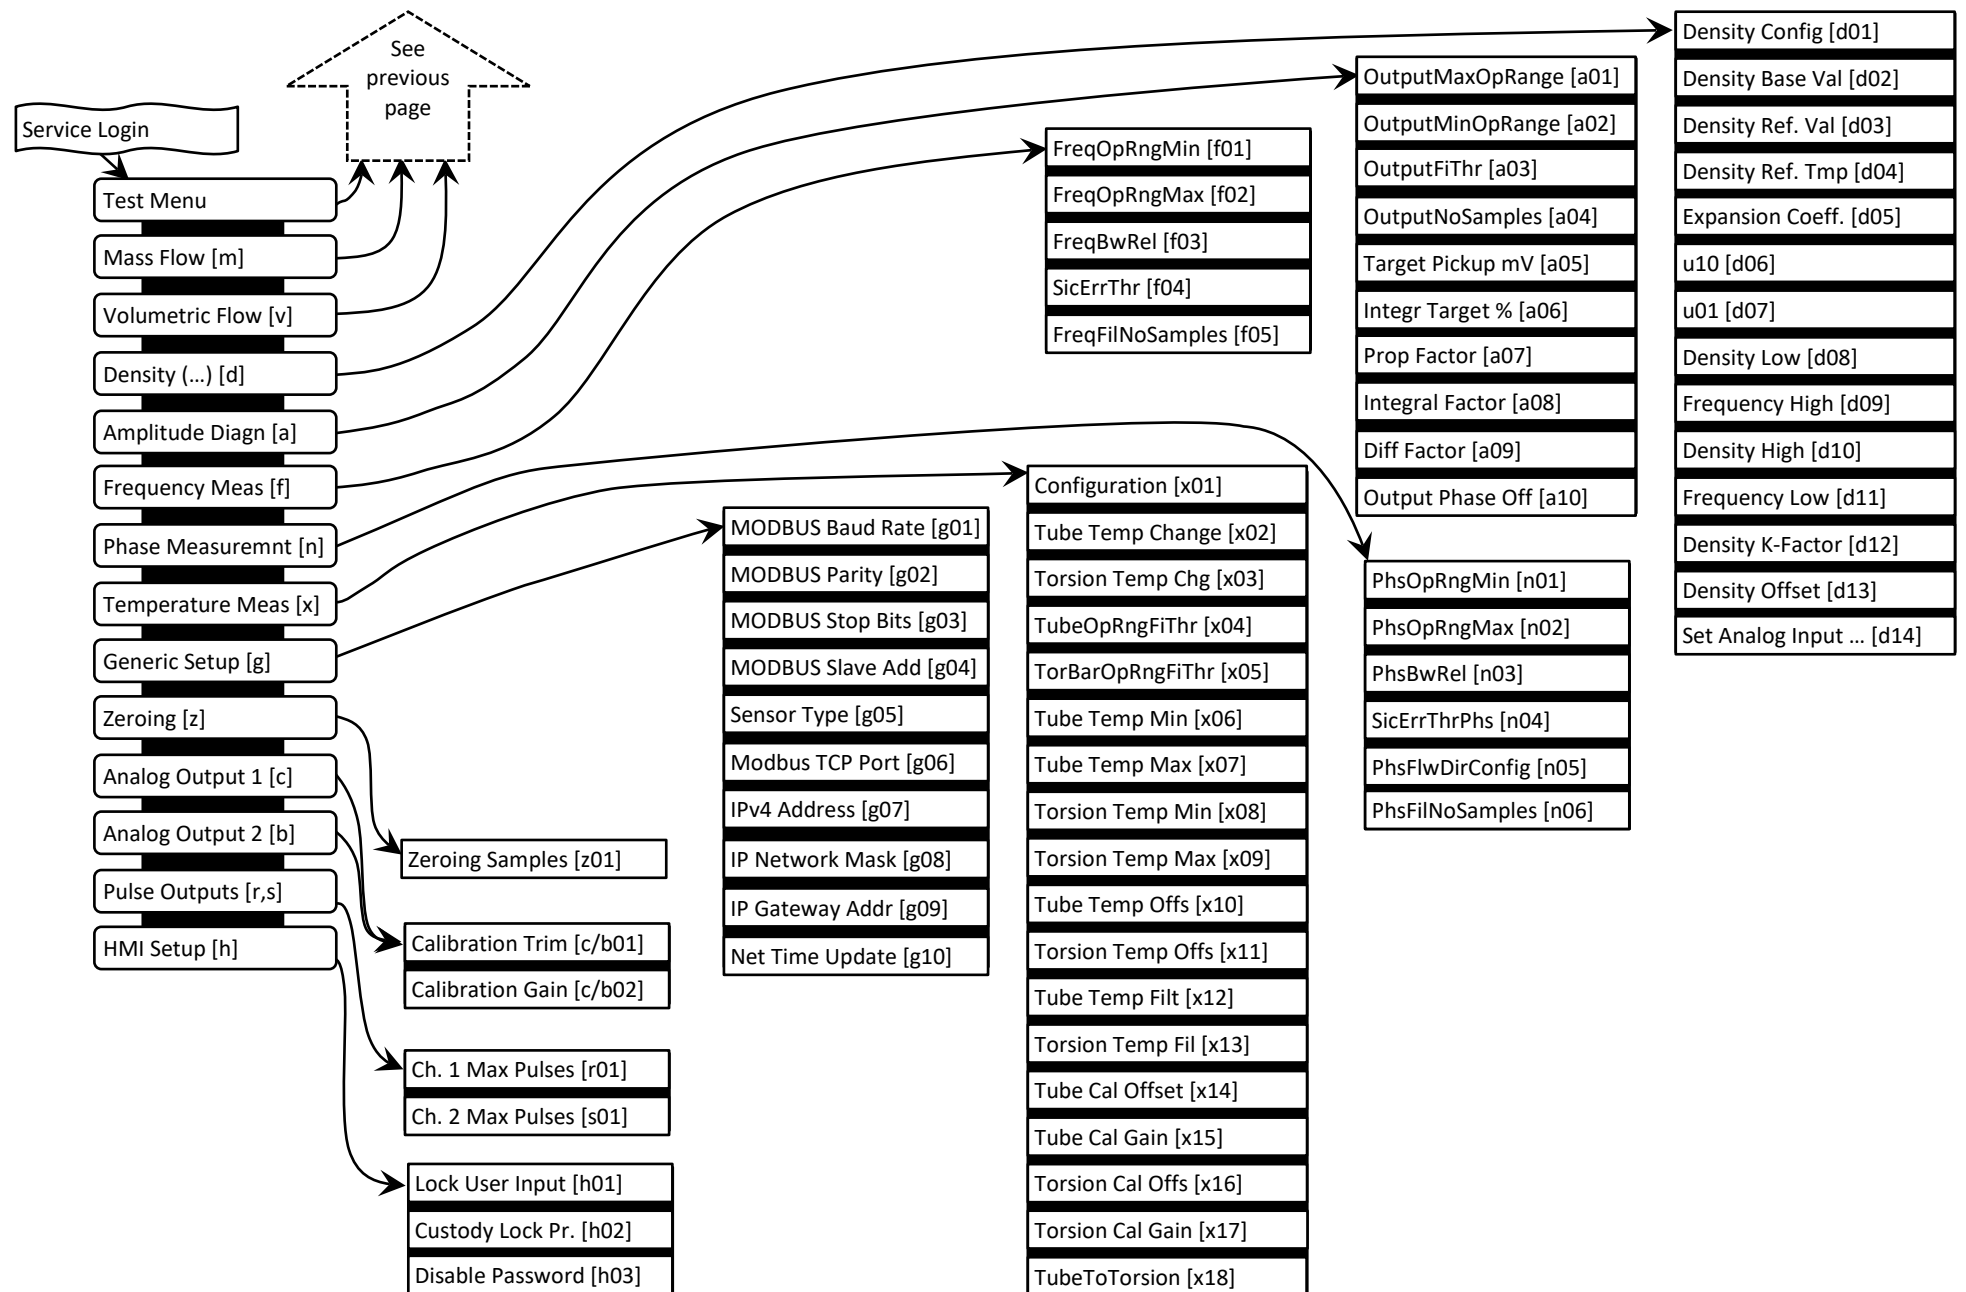 See
previous
page
Service Login
Test Menu
Mass Flow [m]
Volumetric Flow [v]
Density (...) [d]
Amplitude Diagn [a]
Frequency Meas [f]
Phase Measuremnt [n]
Temperature Meas [x]
Generic Setup [g]
Zeroing [z]
Analog Output 1 [c]
Analog Output 2 [b]
Pulse Outputs [r,s]
HMI Setup [h]
Zeroing Samples [z01]
Calibration Trim [c/b01]
Calibration Gain [c/b02]
Ch. 1 Max Pulses [r01]
Ch. 2 Max Pulses [s01]
Lock User Input [h01]
Custody Lock Pr. [h02]
Disable Password [h03]
MODBUS Baud Rate [g01]
MODBUS Parity [g02]
MODBUS Stop Bits [g03]
MODBUS Slave Add [g04]
Sensor Type [g05]
Modbus TCP Port [g06]
IPv4 Address [g07]
IP Network Mask [g08]
IP Gateway Addr [g09]
Net Time Update [g10]
FreqOpRngMin [f01]
FreqOpRngMax [f02]
FreqBwRel [f03]
SicErrThr [f04]
FreqFilNoSamples [f05]
Configuration [x01]
Tube Temp Change [x02]
Torsion Temp Chg [x03]
TubeOpRngFiThr [x04]
TorBarOpRngFiThr [x05]
Tube Temp Min [x06]
Tube Temp Max [x07]
Torsion Temp Min [x08]
Torsion Temp Max [x09]
Tube Temp Offs [x10]
Torsion Temp Offs [x11]
Tube Temp Filt [x12]
Torsion Temp Fil [x13]
Tube Cal Offset [x14]
Tube Cal Gain [x15]
Torsion Cal Offs [x16]
Torsion Cal Gain [x17]
TubeToTorsion [x18]
OutputMaxOpRange [a01]
OutputMinOpRange [a02]
OutputFiThr [a03]
OutputNoSamples [a04]
Target Pickup mV [a05]
Integr Target % [a06]
Prop Factor [a07]
Integral Factor [a08]
Diff Factor [a09]
Output Phase Off [a10]
PhsOpRngMin [n01]
PhsOpRngMax [n02]
PhsBwRel [n03]
SicErrThrPhs [n04]
PhsFlwDirConfig [n05]
PhsFilNoSamples [n06]
Density Config [d01]
Density Base Val [d02]
Density Ref. Val [d03]
Density Ref. Tmp [d04]
Expansion Coeff. [d05]
u10 [d06]
u01 [d07]
Density Low [d08]
Frequency High [d09]
Density High [d10]
Frequency Low [d11]
Density K-Factor [d12]
Density Offset [d13]
Set Analog Input ... [d14]